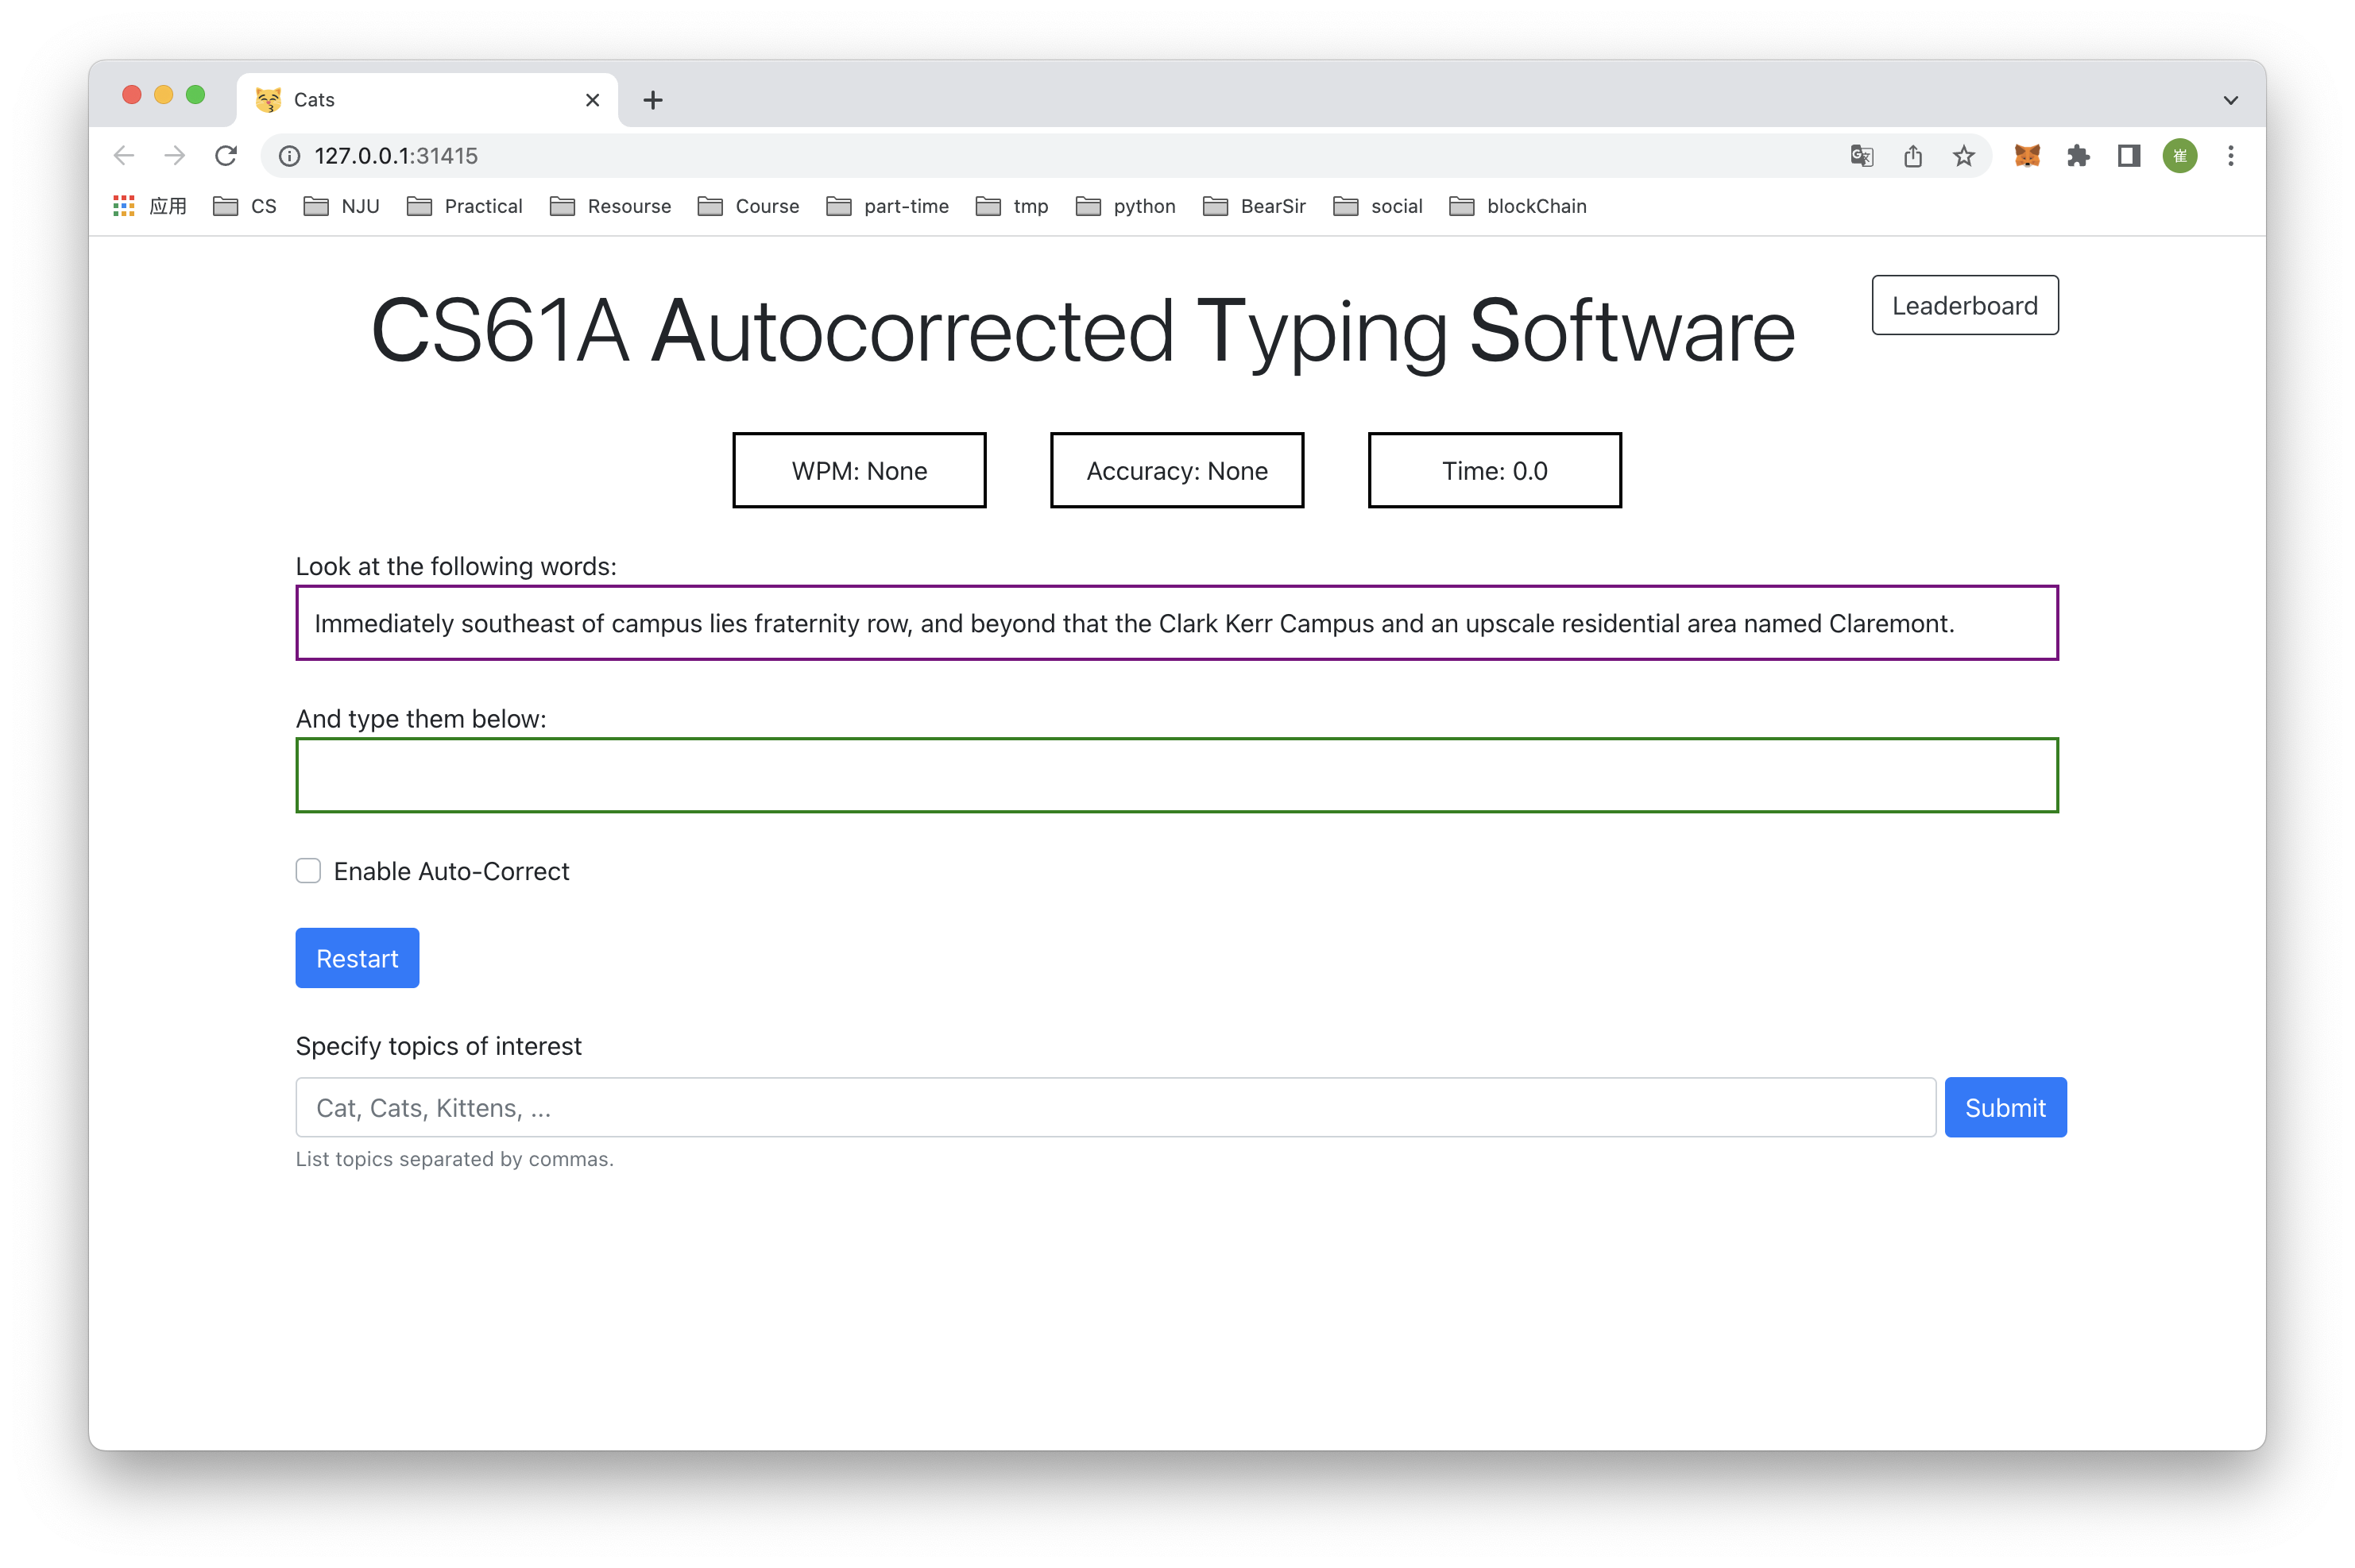 Cats
127.0.0.1:31415
崔
应用 CS NJU Practical Resourse Course part-time tmp python BearSir social blockChain
CS61A Autocorrected Typing Software
Leaderboard
WPM: None
Accuracy: None
Time: 0.0
Look at the following words:
Immediately southeast of campus lies fraternity row, and beyond that the Clark Kerr Campus and an upscale residential area named Claremont.
And type them below:
Enable Auto-Correct
Restart
Specify topics of interest
Cat, Cats, Kittens, ...
Submit
List topics separated by commas.